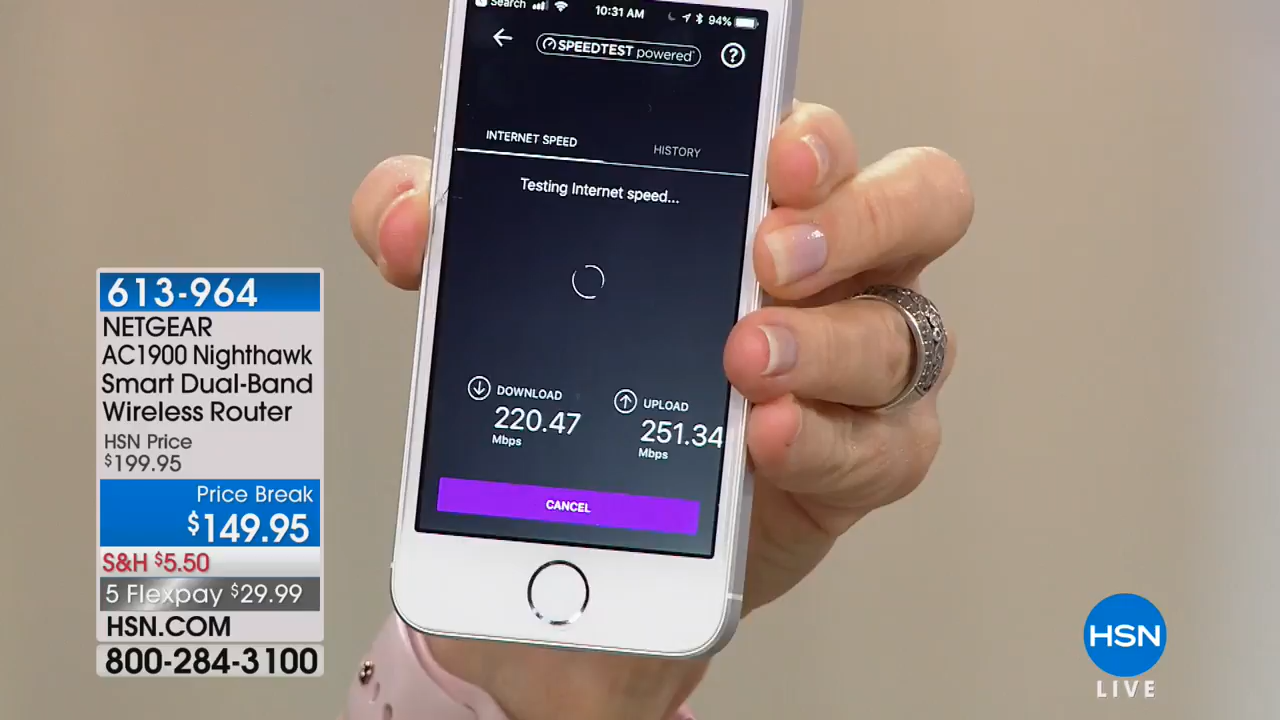 Search
10:31 AM
94%
SPEEDTEST powered
?
INTERNET SPEED
HISTORY
Testing Internet speed...
DOWNLOAD
220.47
Mbps
UPLOAD
251.34
Mbps
CANCEL
613-964
NETGEAR
AC1900 Nighthawk
Smart Dual-Band
Wireless Router
HSN Price
$199.95
Price Break
$149.95
S&H $5.50
5 Flexpay $29.99
HSN.COM
800-284-3100
HSN
LIVE